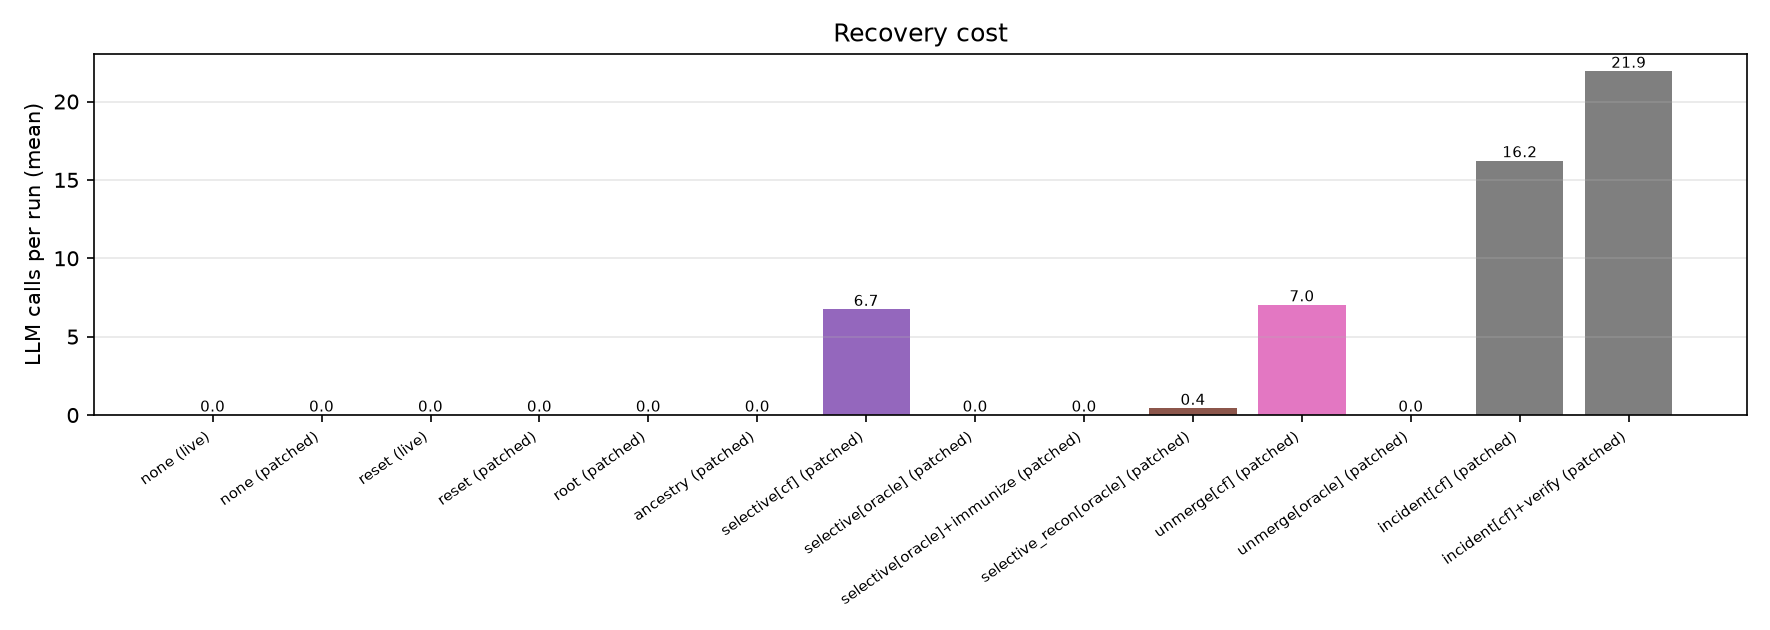 Recovery cost
LLM calls per run (mean)
20
15
10
5
0
0.0
0.0
0.0
0.0
0.0
0.0
6.7
0.0
0.0
0.4
7.0
0.0
16.2
21.9
none (live)
none (patched)
reset (live)
reset (patched)
root (patched)
ancestry (patched)
selective[cf] (patched)
selective[oracle] (patched)
selective[oracle]+immunize (patched)
selective_recon[oracle] (patched)
unmerge[cf] (patched)
unmerge[oracle] (patched)
incident[cf] (patched)
incident[cf]+verify (patched)